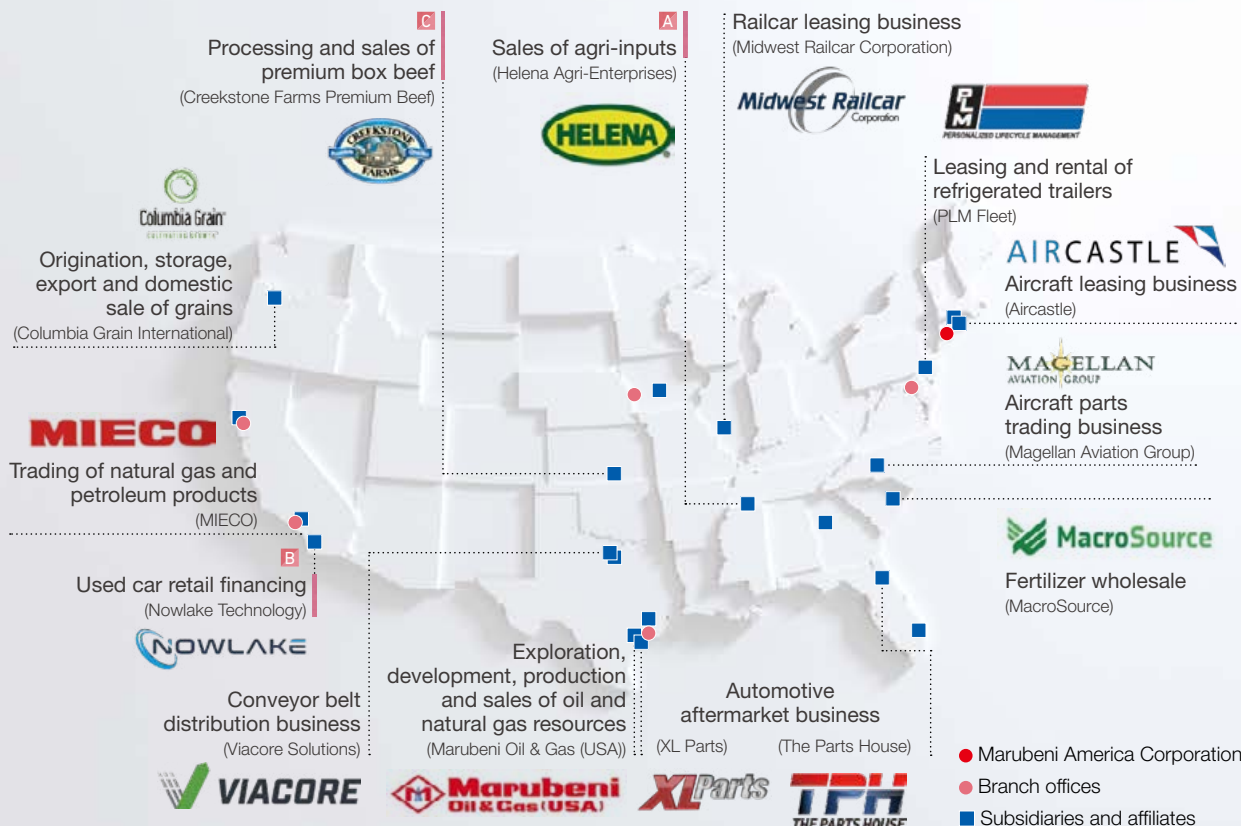 C
Processing and sales of
premium box beef
(Creekstone Farms Premium Beef)
CREEKSTONE
FARMS
A
Sales of agri-inputs
(Helena Agri-Enterprises)
HELENA
Railcar leasing business
(Midwest Railcar Corporation)
Midwest Railcar
Corporation
PLM
PERSONALIZED LIFECYCLE MANAGEMENT
Leasing and rental of
refrigerated trailers
(PLM Fleet)
Columbia Grain
CULTIVATING GROWTH
Origination, storage,
export and domestic
sale of grains
(Columbia Grain International)
AIRCASTLE
Aircraft leasing business
(Aircastle)
MAGELLAN
AVIATION GROUP
Aircraft parts
trading business
(Magellan Aviation Group)
MIECO
Trading of natural gas and
petroleum products
(MIECO)
B
Used car retail financing
(Nowlake Technology)
NOWLAKE
MacroSource
Fertilizer wholesale
(MacroSource)
Conveyor belt
distribution business
(Viacore Solutions)
VIACORE
Exploration,
development, production
and sales of oil and
natural gas resources
(Marubeni Oil & Gas (USA))
Marubeni
Oil & Gas (USA)
Automotive
aftermarket business
(XL Parts) (The Parts House)
XLParts
TPH
THE PARTS HOUSE
Marubeni America Corporation
Branch offices
Subsidiaries and affiliates